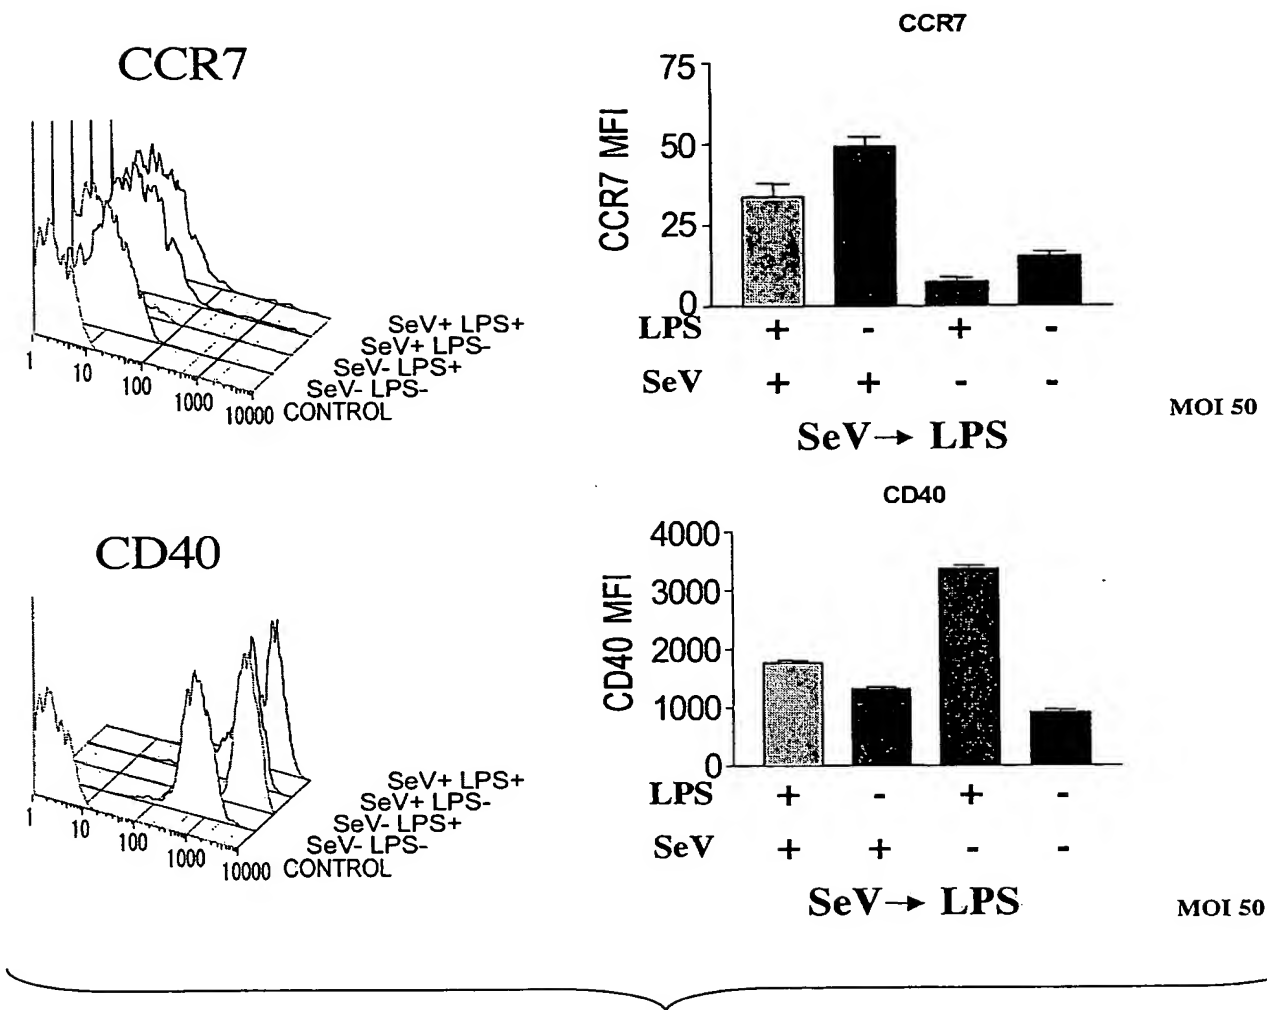 CCR7
1 10 100 1000 10000
SeV+ LPS+
SeV+ LPS-
SeV- LPS+
SeV- LPS-
CONTROL
CCR7
CCR7 MFI
75
50
25
0
LPS + - + -
SeV + + - -
SeV→ LPS
MOI 50
CD40
1 10 100 1000 10000
SeV+ LPS+
SeV+ LPS-
SeV- LPS+
SeV- LPS-
CONTROL
CD40
CD40 MFI
4000
3000
2000
1000
0
LPS + - + -
SeV + + - -
SeV→ LPS
MOI 50